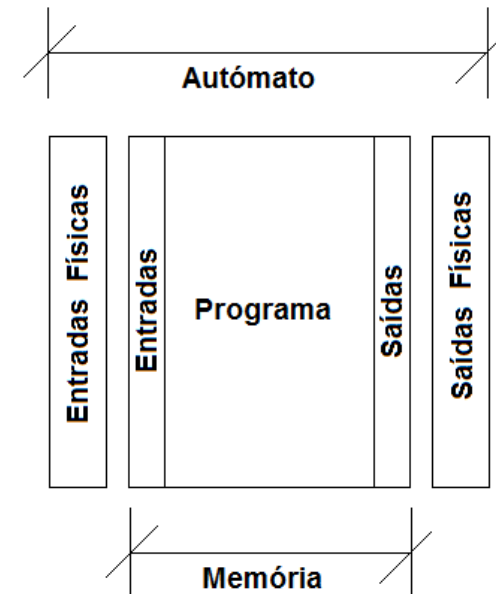 Autómato
Entradas Físicas
Entradas
Programa
Saídas
Saídas Físicas
Memória